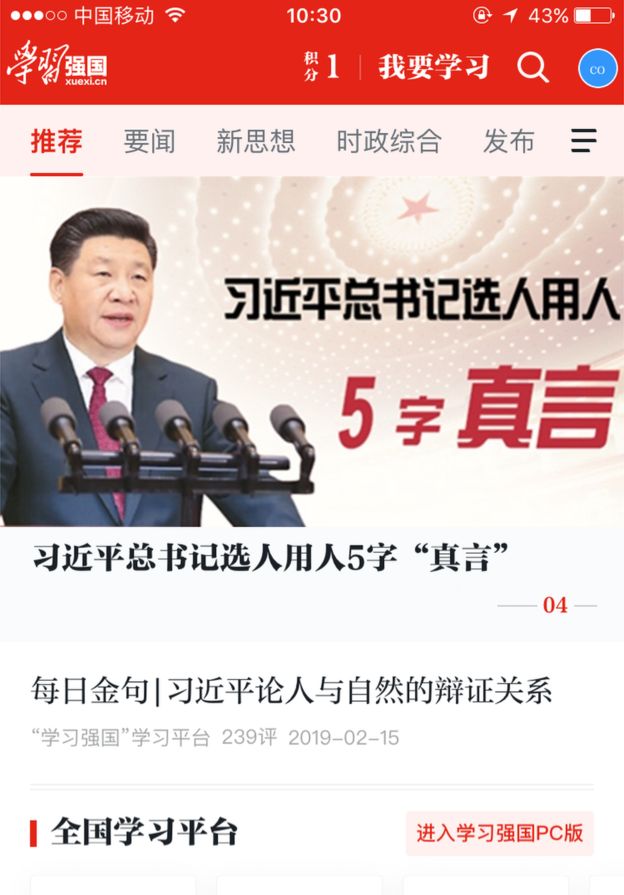 中国移动 10:30 43%
学习强国 xuexi.cn 积分 1 我要学习 CO
推荐 要闻 新思想 时政综合 发布
习近平总书记选人用人
5字真言
习近平总书记选人用人5字“真言”
04
每日金句|习近平论人与自然的辩证关系
“学习强国”学习平台 239评 2019-02-15
全国学习平台 进入学习强国PC版